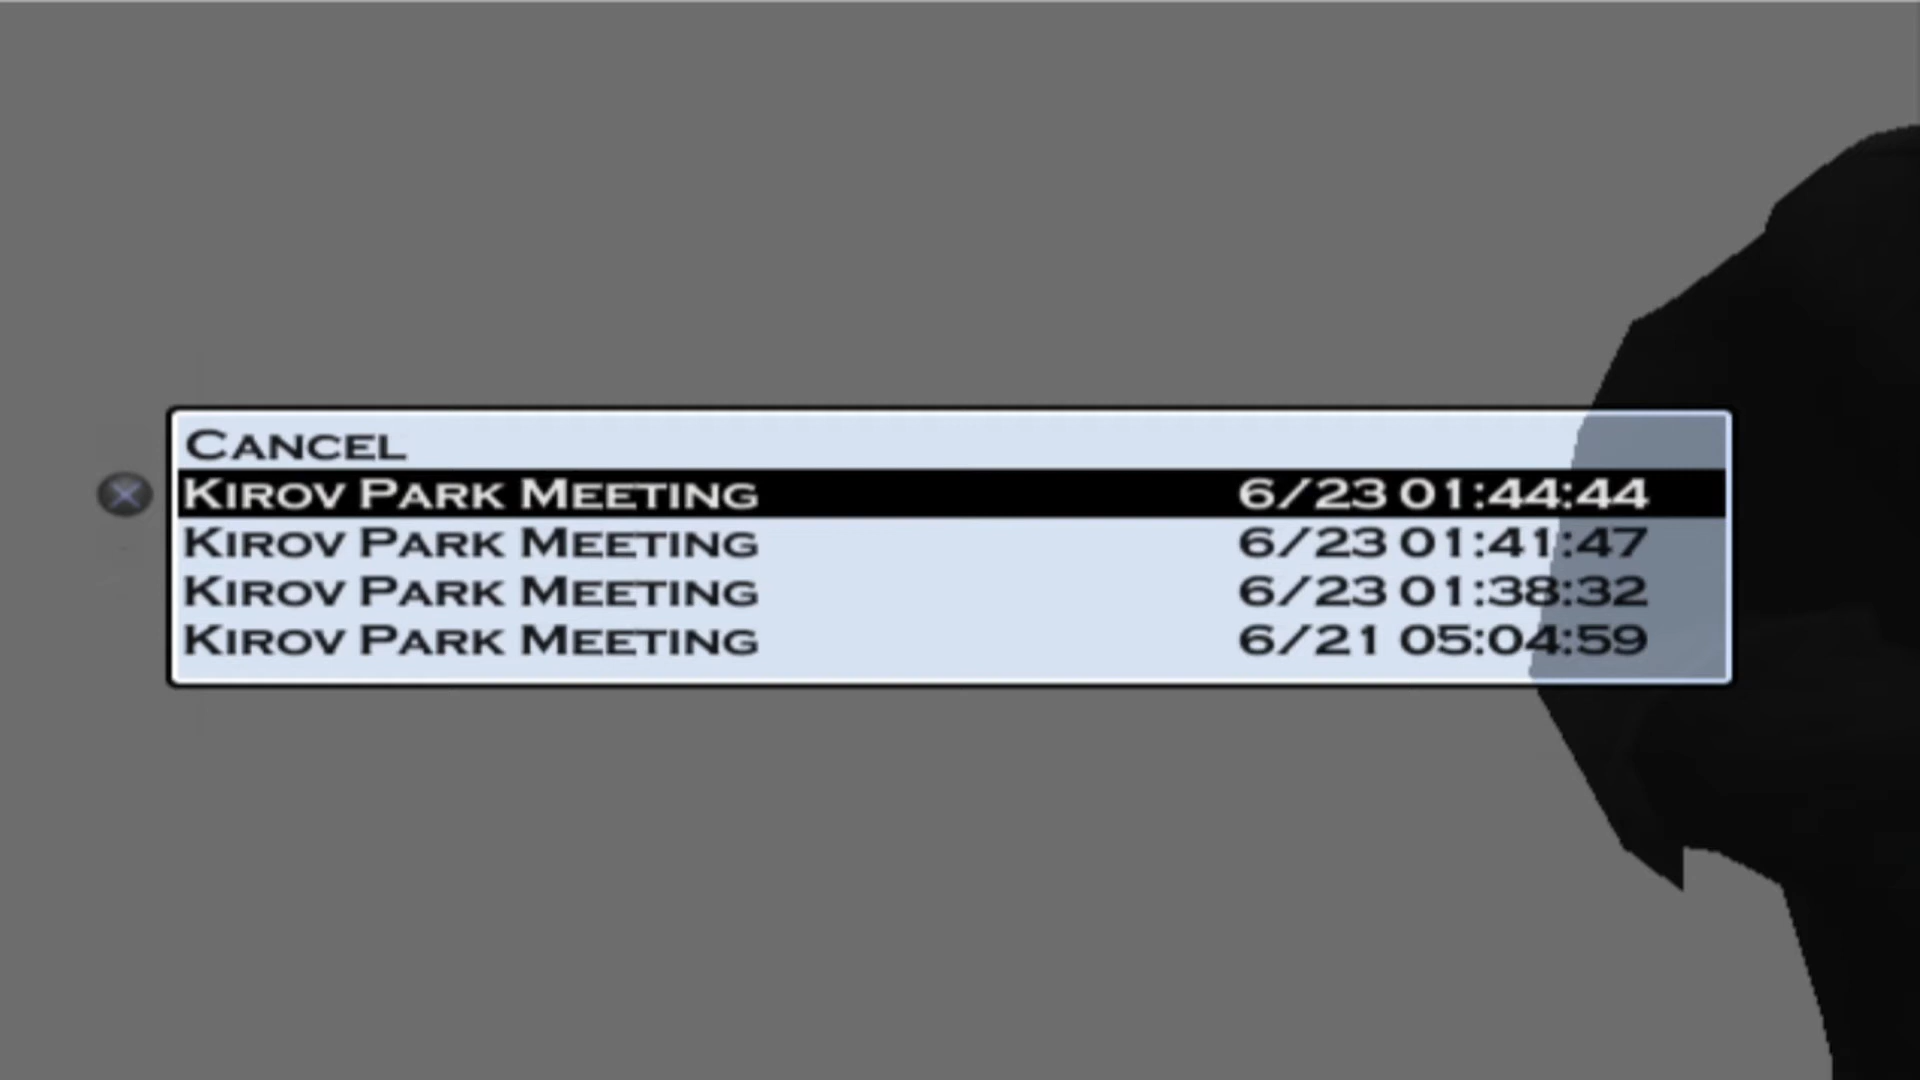 Cancel
Kirov Park Meeting 6/23 01:44:44
Kirov Park Meeting 6/23 01:41:47
Kirov Park Meeting 6/23 01:38:32
Kirov Park Meeting 6/21 05:04:59